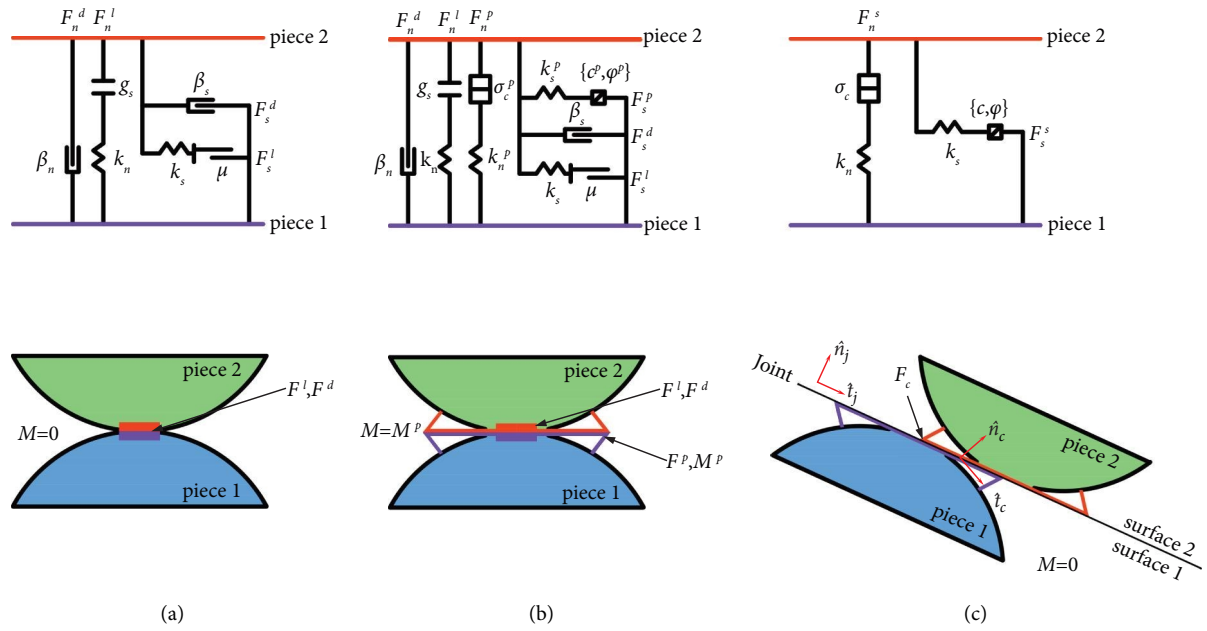 F_n^d F_n^l
piece 2
g_s
β_s
F_s^d
β_n
k_n
k_s
μ
F_s^l
piece 1
F_n^d F_n^l F_n^p
piece 2
k_s^p
{c^p,φ^p}
g_s
σ_c^p
F_s^p
β_s
F_s^d
β_n
k_n
k_n^p
k_s
μ
F_s^l
piece 1
F_n^s
piece 2
σ_c
{c,φ}
k_s
F_s^s
k_n
piece 1
piece 2
F^l,F^d
M=0
piece 1
piece 2
F^l,F^d
M=M^p
F^p,M^p
piece 1
Joint
n̂_j
t̂_j
F_c
n̂_c
piece 2
t̂_c
piece 1
surface 2
surface 1
M=0
(a)
(b)
(c)